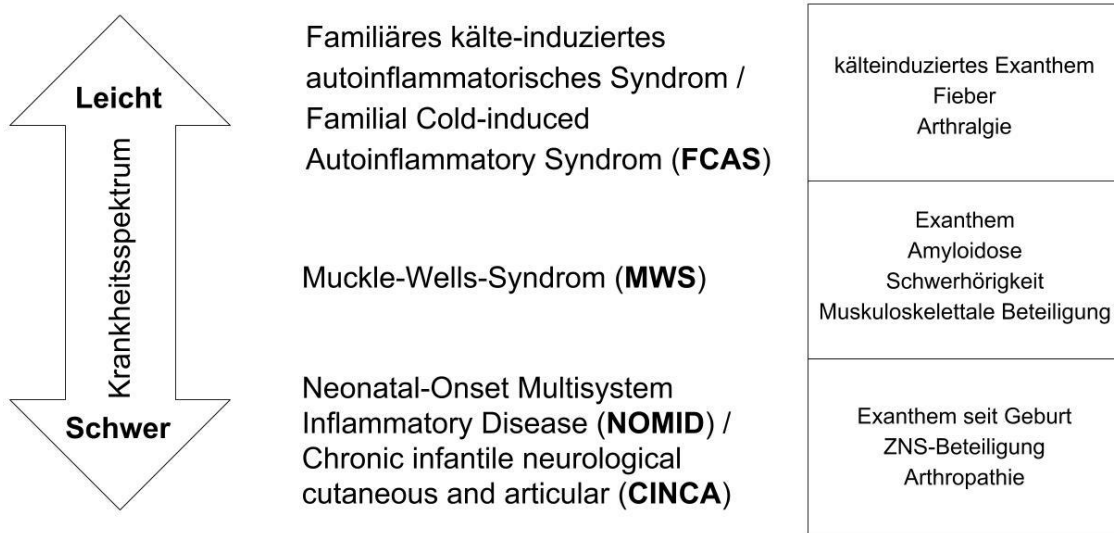 Leicht
Krankheitsspektrum
Schwer
Familiäres kälte-induziertes
autoinflammatorisches Syndrom /
Familial Cold-induced
Autoinflammatory Syndrom (FCAS)
kälteinduziertes Exanthem
Fieber
Arthralgie
Muckle-Wells-Syndrom (MWS)
Exanthem
Amyloidose
Schwerhörigkeit
Muskuloskelettale Beteiligung
Neonatal-Onset Multisystem
Inflammatory Disease (NOMID) /
Chronic infantile neurological
cutaneous and articular (CINCA)
Exanthem seit Geburt
ZNS-Beteiligung
Arthropathie